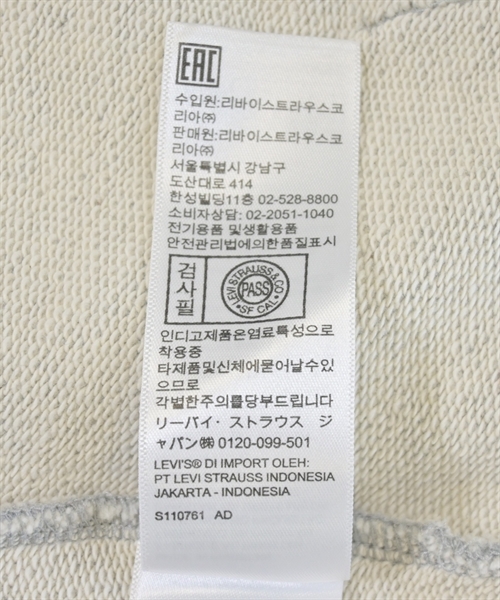 EAC
수입원:리바이스트라우스코
리아㈜
판매원:리바이스트라우스코
리아㈜
서울특별시 강남구
도산대로 414
한성빌딩11층 02-528-8800
소비자상담: 02-2051-1040
전기용품 및생활용품
안전관리법에의한품질표시
검사필
LEVI STRAUSS & CO
PASS
SF CAL
인디고제품은염료특성으로
착용중
타제품및신체에묻어날수있
으므로
각별한주의를당부드립니다
リーバイ・ストラウス ジ
ャパン㈱ 0120-099-501
LEVI'S® DI IMPORT OLEH:
PT LEVI STRAUSS INDONESIA
JAKARTA - INDONESIA
S110761 AD